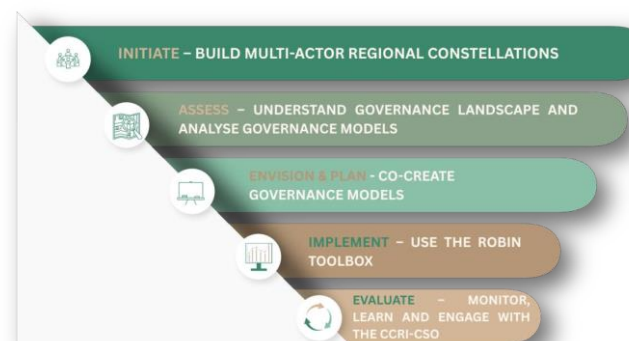 INITIATE – BUILD MULTI-ACTOR REGIONAL CONSTELLATIONS
ASSESS – UNDERSTAND GOVERNANCE LANDSCAPE AND
ANALYSE GOVERNANCE MODELS
ENVISION & PLAN - CO-CREATE
GOVERNANCE MODELS
IMPLEMENT – USE THE ROBIN
TOOLBOX
EVALUATE – MONITOR,
LEARN AND ENGAGE WITH
THE CCRI-CSO